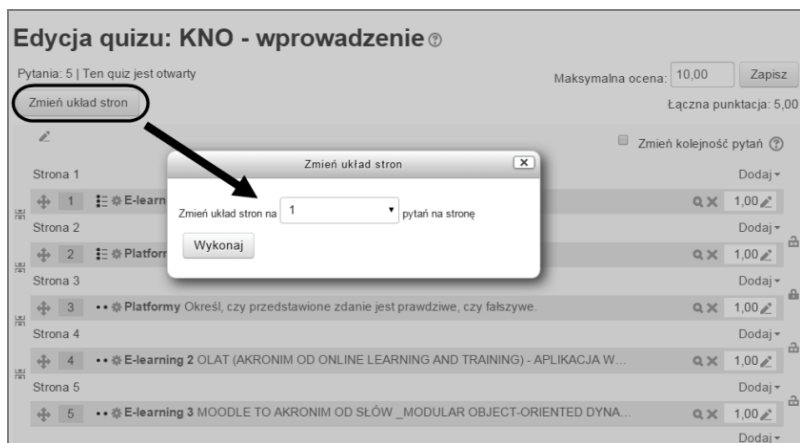 Edycja quizu: KNO - wprowadzenie
Pytania: 5 | Ten quiz jest otwarty
Maksymalna ocena: 10,00 Zapisz
Zmień układ stron
Łączna punktacja: 5,00
Zmień kolejność pytań
Zmień układ stron
Strona 1 Dodaj
Zmień układ stron na 1 pytań na stronę
1 E-learn 1,00
Strona 2 Dodaj
Wykonaj
2 Platfor 1,00
Strona 3 Dodaj
3 Platformy Określ, czy przedstawione zdanie jest prawdziwe, czy fałszywe. 1,00
Strona 4 Dodaj
4 E-learning 2 OLAT (AKRONIM OD ONLINE LEARNING AND TRAINING) - APLIKACJA W... 1,00
Strona 5 Dodaj
5 E-learning 3 MOODLE TO AKRONIM OD SŁÓW _MODULAR OBJECT-ORIENTED DYNA... 1,00
Dodaj